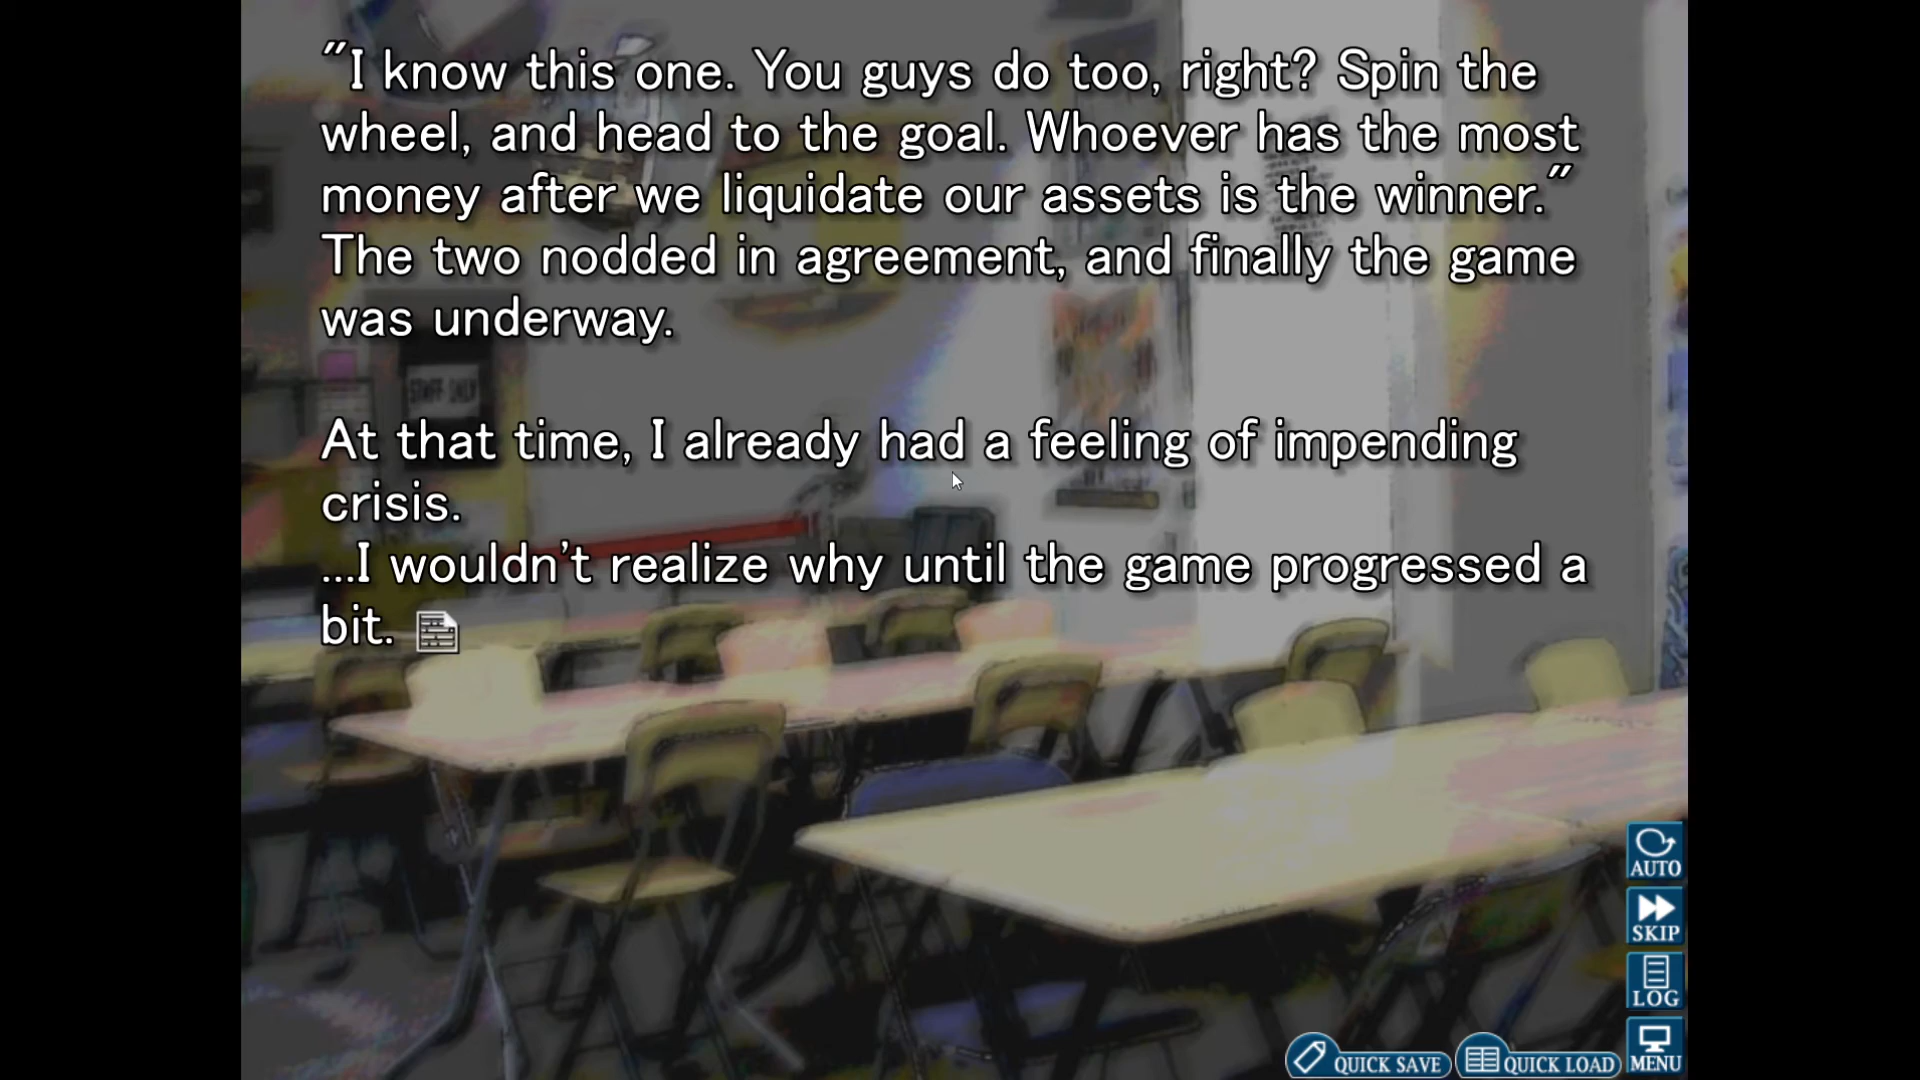 "I know this one. You guys do too, right? Spin the
wheel, and head to the goal. Whoever has the most
money after we liquidate our assets is the winner."
The two nodded in agreement, and finally the game
was underway.
At that time, I already had a feeling of impending
crisis.
...I wouldn't realize why until the game progressed a
bit.
STAFF ONLY
AUTO
SKIP
LOG
MENU
QUICK SAVE
QUICK LOAD